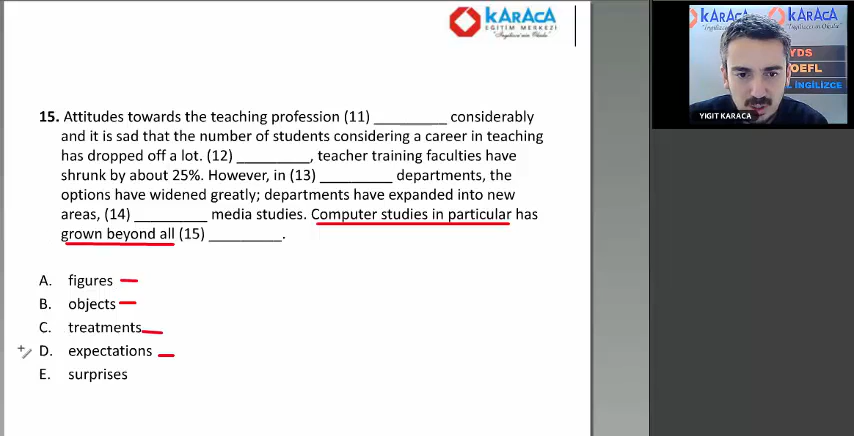 KARACA
EĞİTİM MERKEZİ
"İngilizce'nin Okulu"
15. Attitudes towards the teaching profession (11) _________ considerably
and it is sad that the number of students considering a career in teaching
has dropped off a lot. (12) _________, teacher training faculties have
shrunk by about 25%. However, in (13) _________ departments, the
options have widened greatly; departments have expanded into new
areas, (14) _________ media studies. Computer studies in particular has
grown beyond all (15) _________.
A. figures
B. objects
C. treatments
D. expectations
E. surprises
KARACA
YDS
OEFL
L İNGİLİZCE
YIGIT KARACA